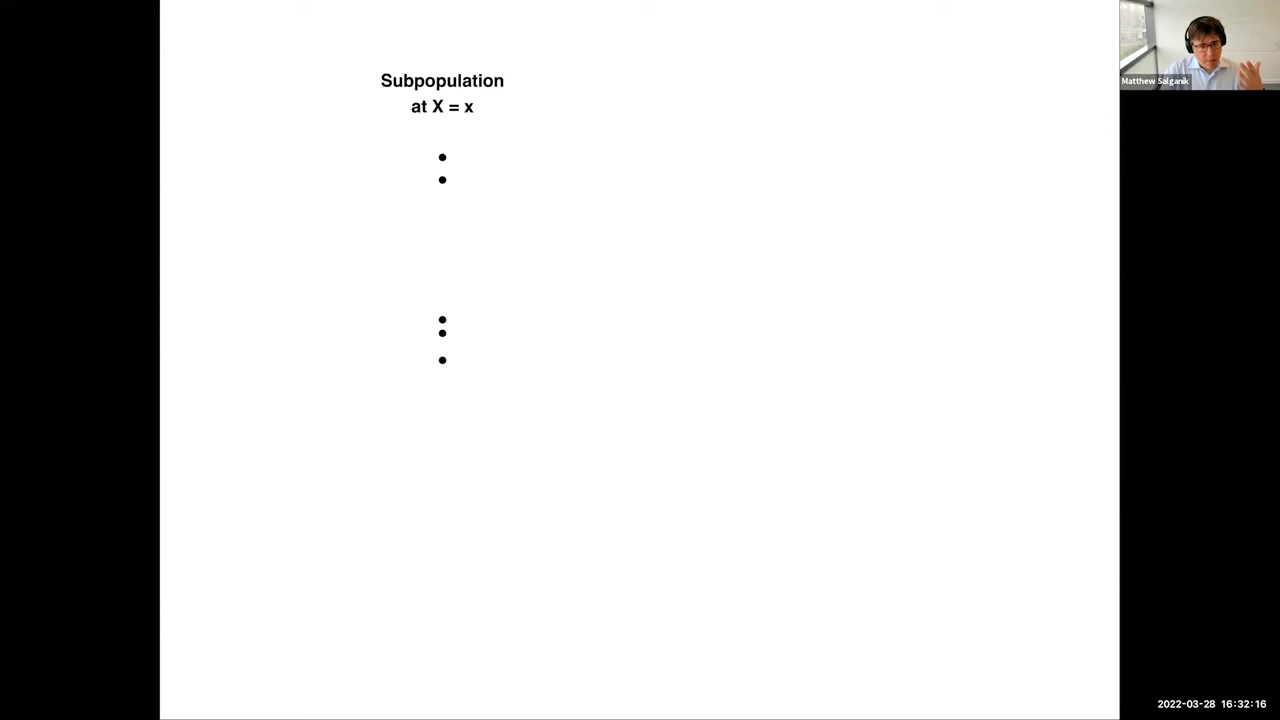 Subpopulation
at X = x
Matthew Salganik
2022-03-28 16:32:16